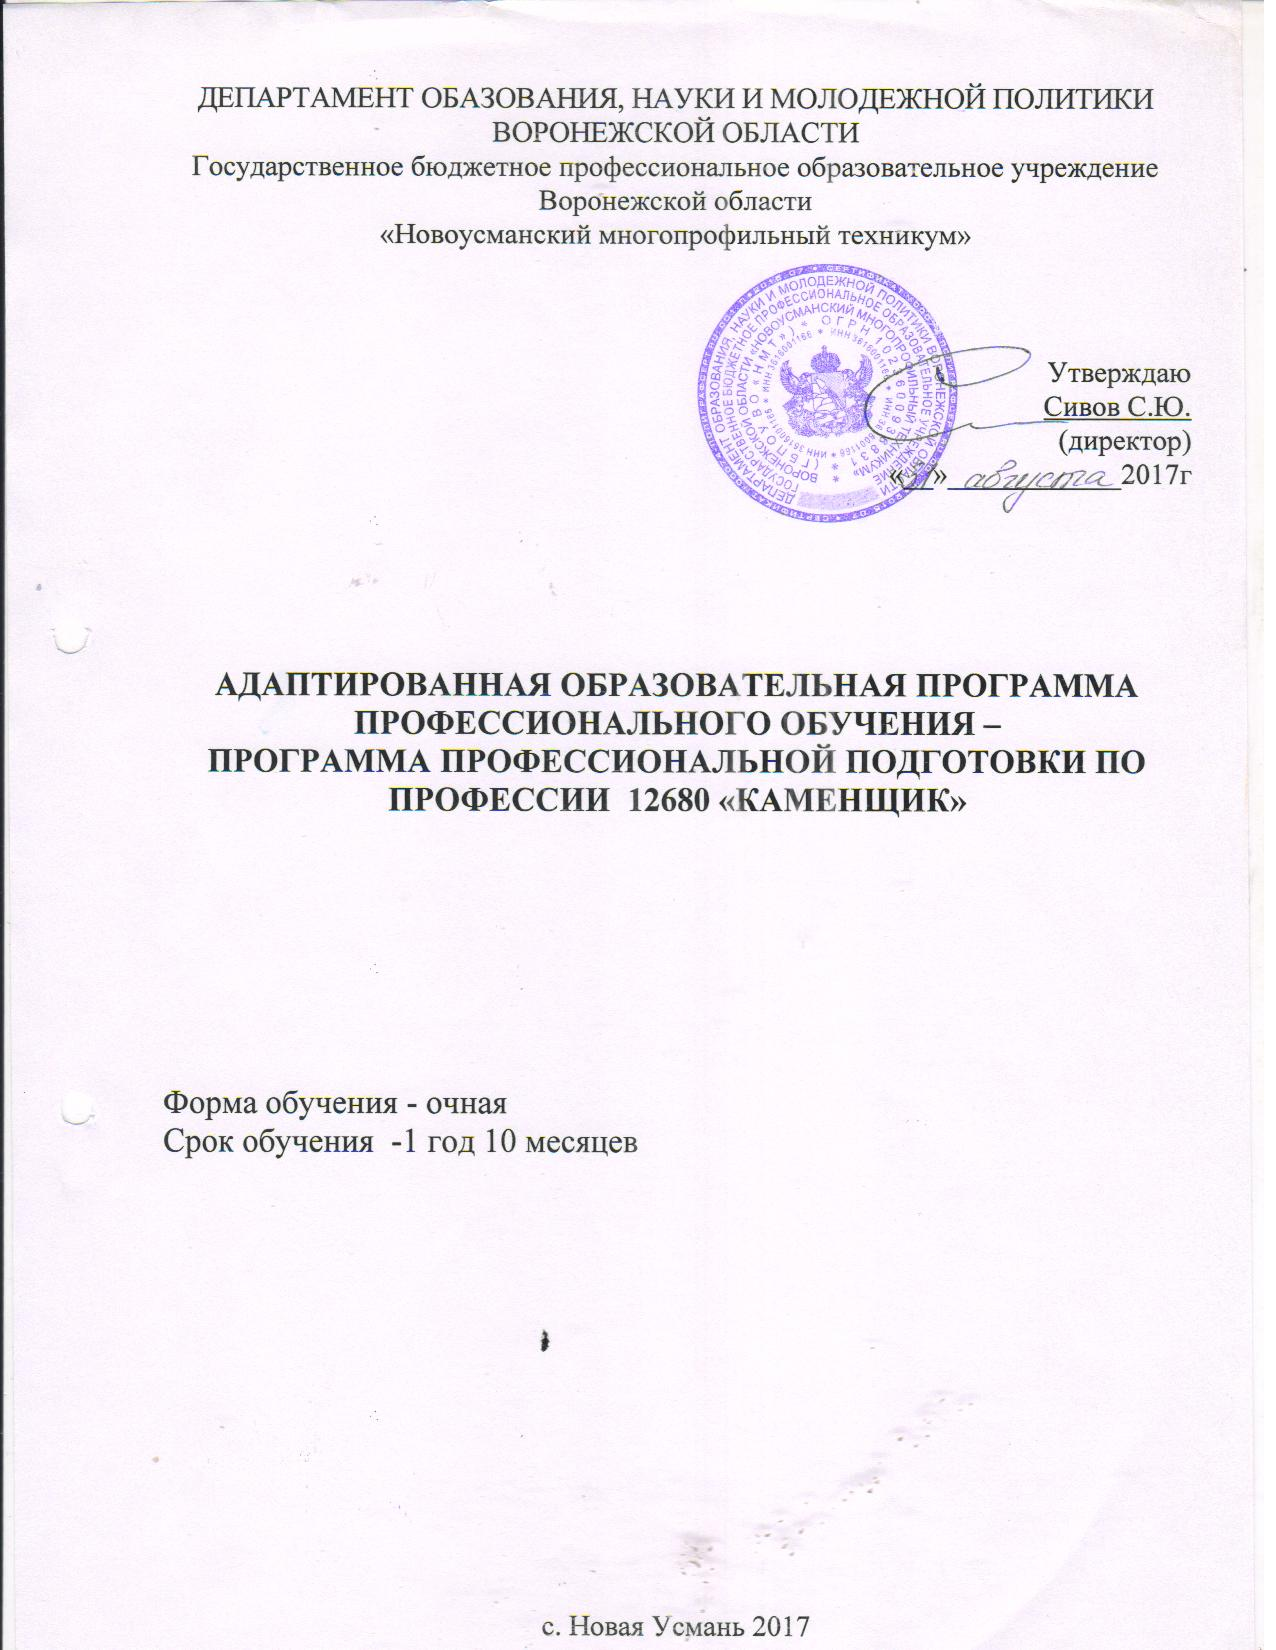 ДЕПАРТАМЕНТ ОБАЗОВАНИЯ, НАУКИ И МОЛОДЕЖНОЙ ПОЛИТИКИ
ВОРОНЕЖСКОЙ ОБЛАСТИ
Государственное бюджетное профессиональное образовательное учреждение
Воронежской области
«Новоусманский многопрофильный техникум»
Утверждаю
Сивов С.Ю.
(директор)
«31» августа 2017г
АДАПТИРОВАННАЯ ОБРАЗОВАТЕЛЬНАЯ ПРОГРАММА
ПРОФЕССИОНАЛЬНОГО ОБУЧЕНИЯ –
ПРОГРАММА ПРОФЕССИОНАЛЬНОЙ ПОДГОТОВКИ ПО
ПРОФЕССИИ 12680 «КАМЕНЩИК»
Форма обучения - очная
Срок обучения -1 год 10 месяцев
с. Новая Усмань 2017